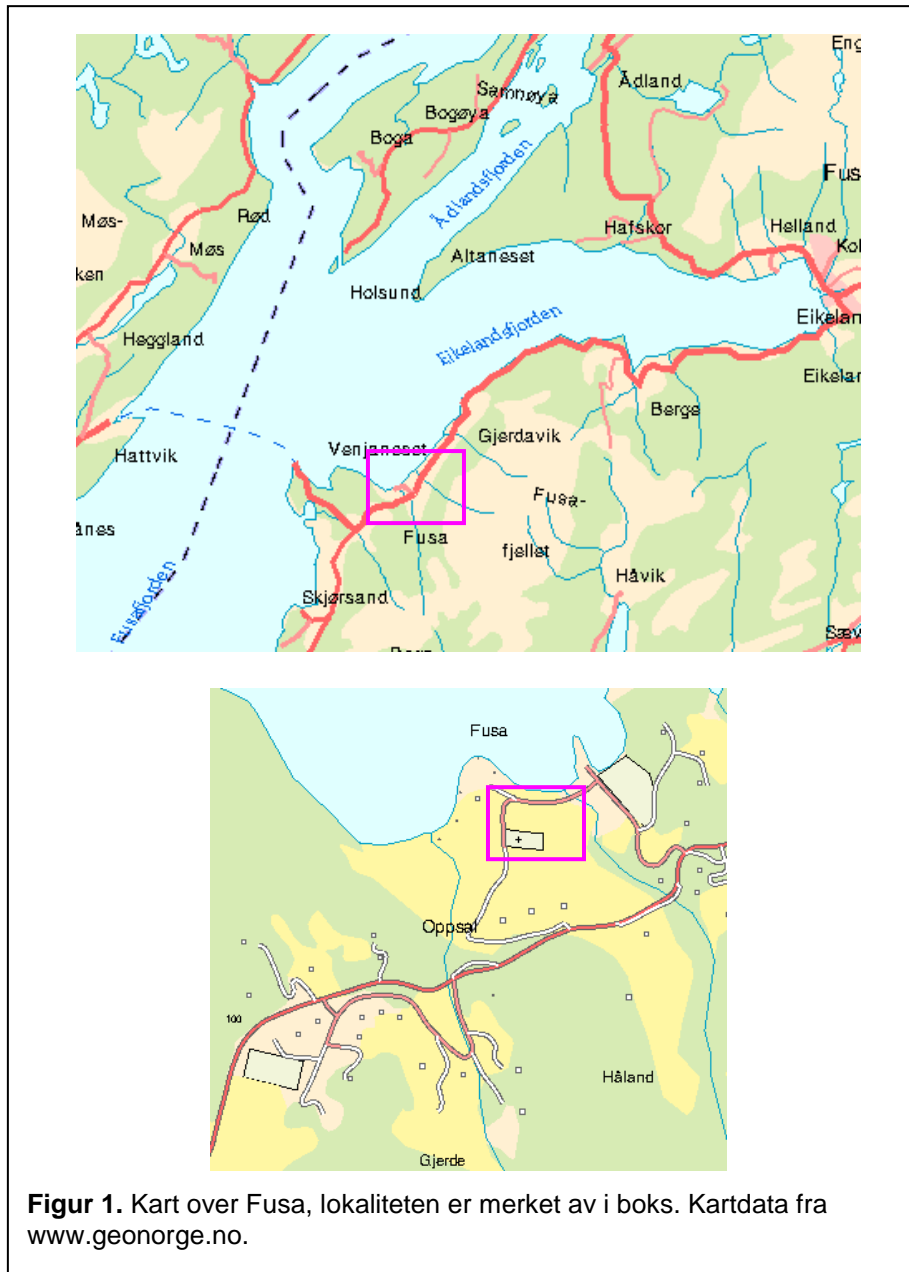 Eng
Ådland
Samnøya
Bogøya
Boga
Ådlandsfjorden
Fus
Rød
Møs-
Møs
ken
Hafskor
Helland
Kol
Altaneset
Holsund
Eikelan
Heggland
Eikelandsfjorden
Eikelan
Berge
Venjaneset
Gjerdavik
Hattvik
Fusa-
fjellet
ånes
Fusa
Håvik
Skjørsand
Fusafjorden
Sæv
Fusa
Oppsal
100
Håland
Gjerde
Figur 1. Kart over Fusa, lokaliteten er merket av i boks. Kartdata fra
www.geonorge.no.